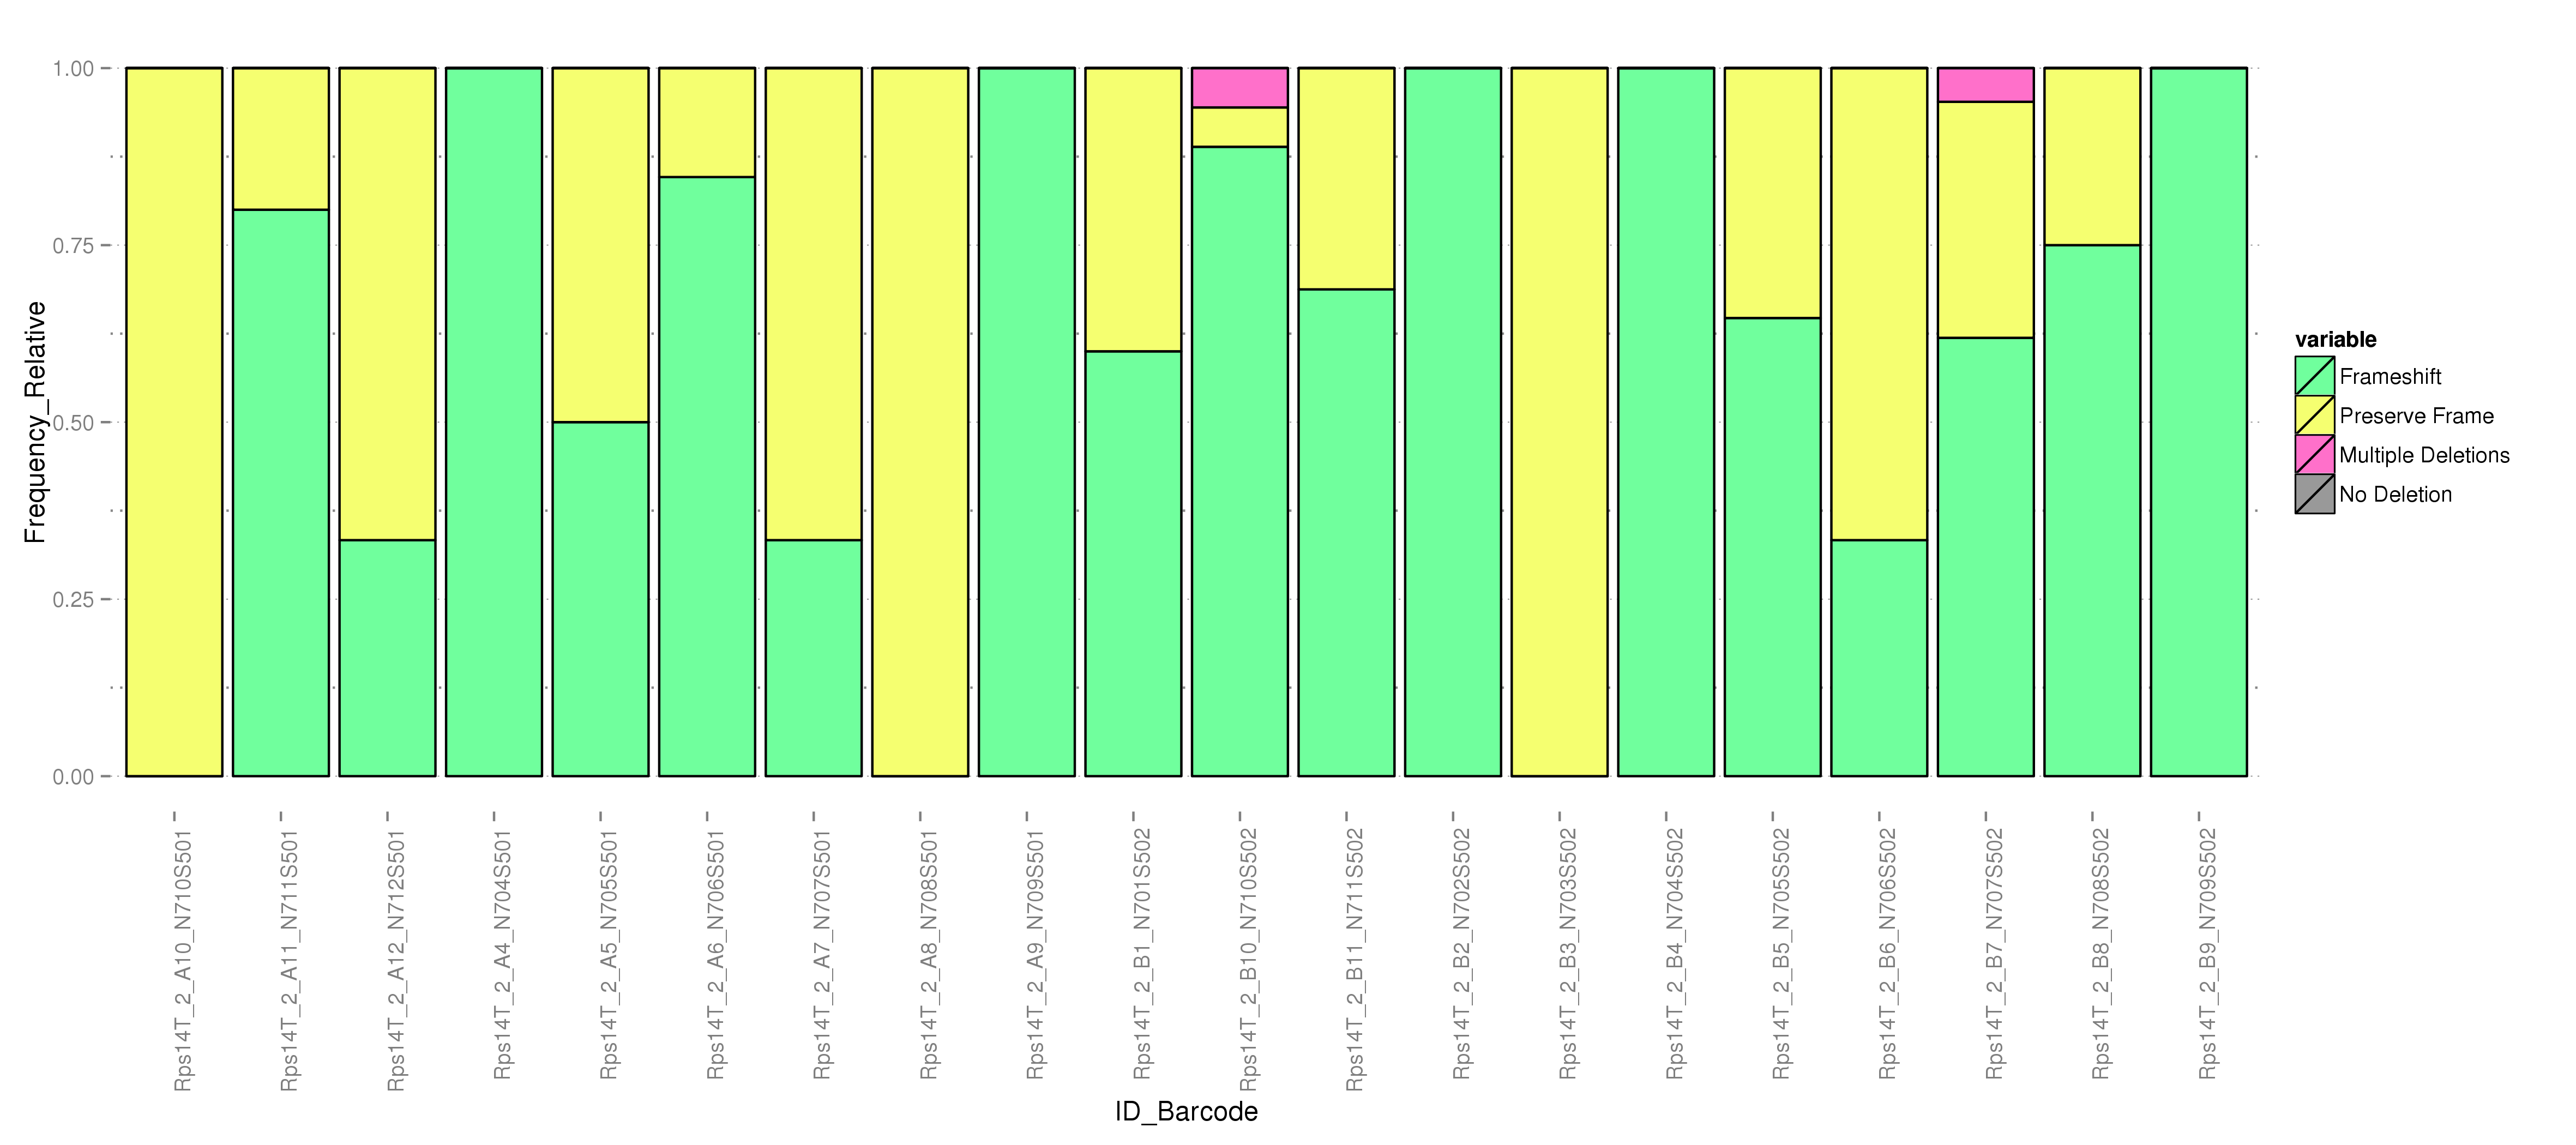 Frequency_Relative
1.00
0.75
0.50
0.25
0.00
Rps14T_2_A10_N710S501
Rps14T_2_A11_N711S501
Rps14T_2_A12_N712S501
Rps14T_2_A4_N704S501
Rps14T_2_A5_N705S501
Rps14T_2_A6_N706S501
Rps14T_2_A7_N707S501
Rps14T_2_A8_N708S501
Rps14T_2_A9_N709S501
Rps14T_2_B1_N701S502
Rps14T_2_B10_N710S502
Rps14T_2_B11_N711S502
Rps14T_2_B2_N702S502
Rps14T_2_B3_N703S502
Rps14T_2_B4_N704S502
Rps14T_2_B5_N705S502
Rps14T_2_B6_N706S502
Rps14T_2_B7_N707S502
Rps14T_2_B8_N708S502
Rps14T_2_B9_N709S502
ID_Barcode
variable
Frameshift
Preserve Frame
Multiple Deletions
No Deletion